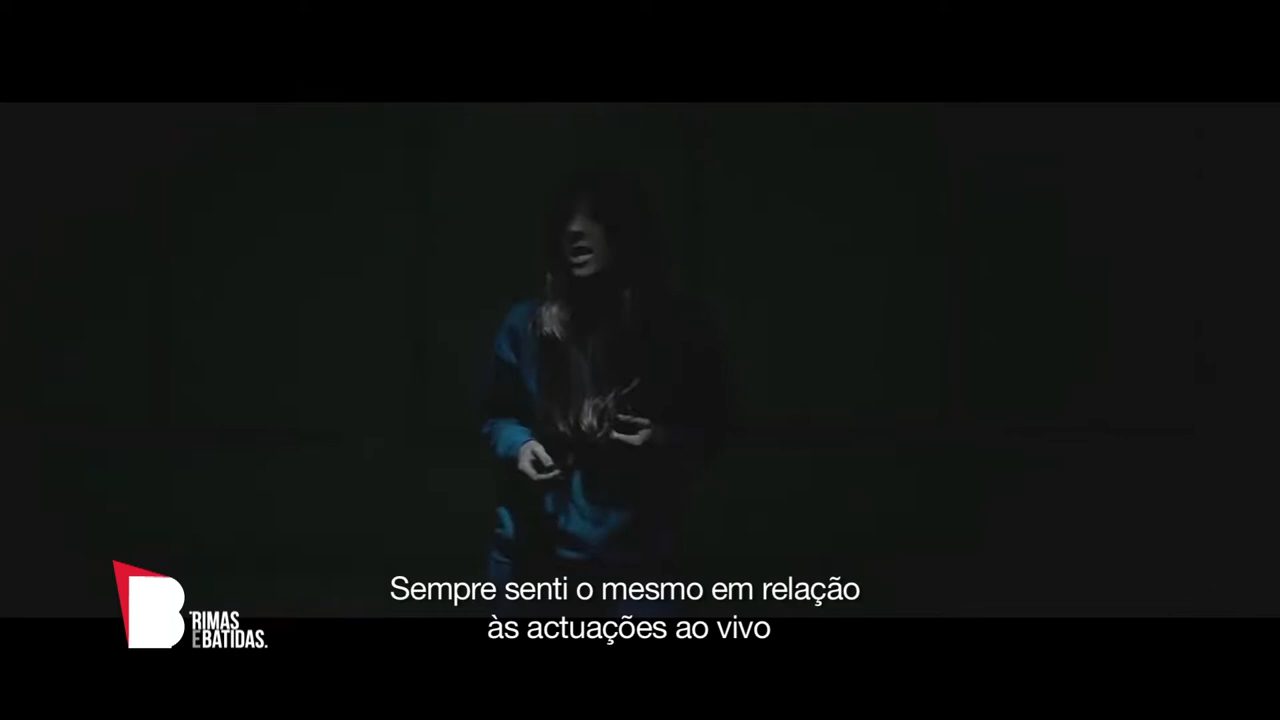 B
RIMAS
E BATIDAS.
Sempre senti o mesmo em relação
às actuações ao vivo